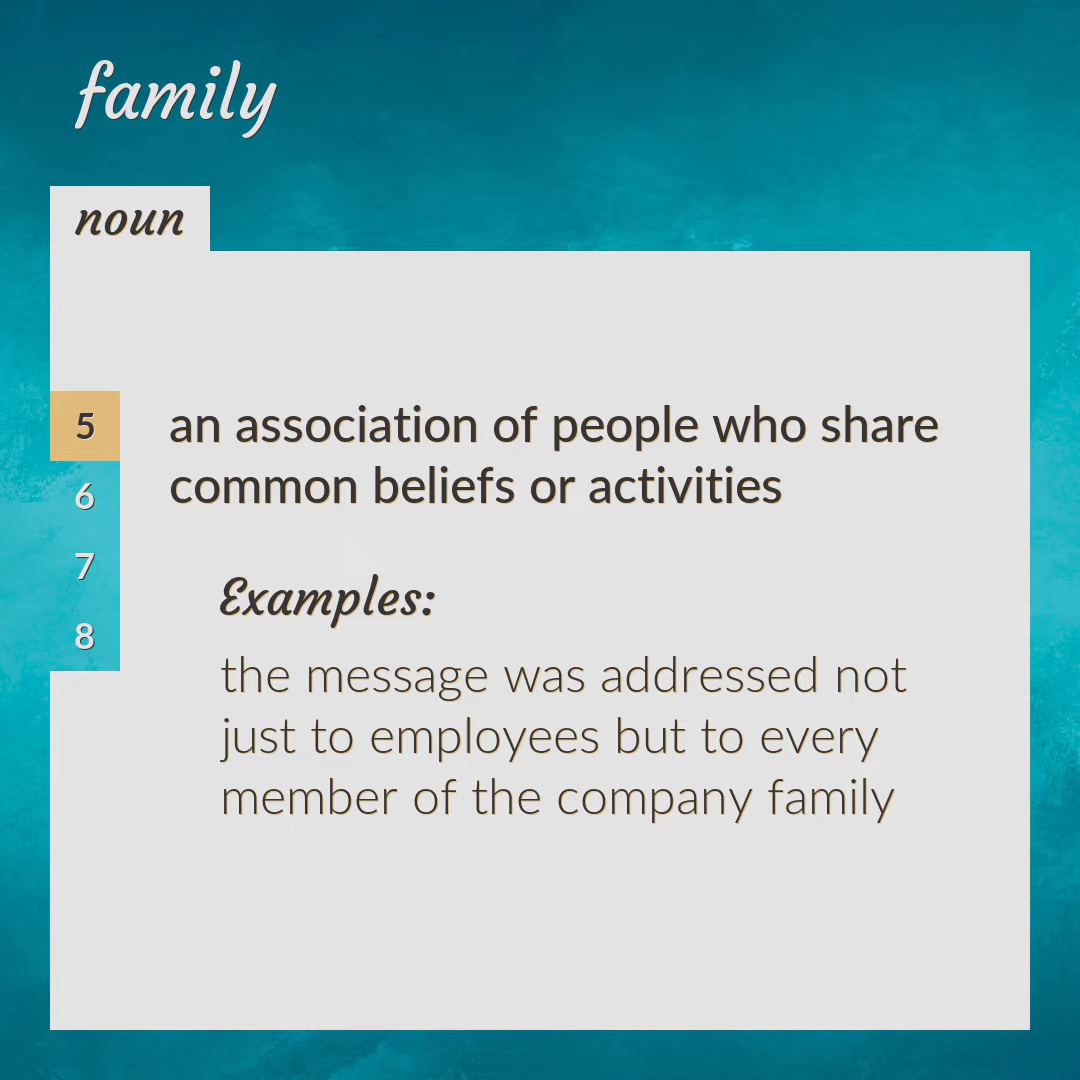 family
noun
5
an association of people who share
common beliefs or activities
6
7
8
Examples:
the message was addressed not
just to employees but to every
member of the company family